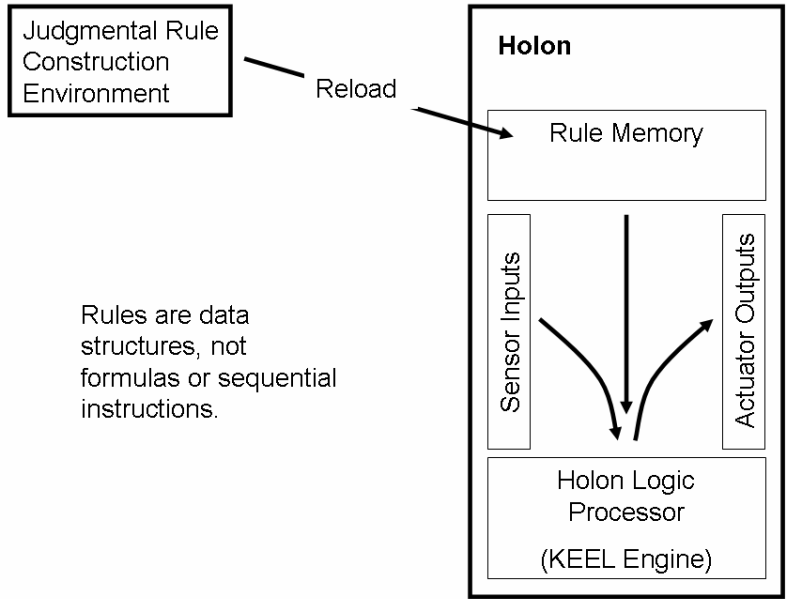 Judgmental Rule
Construction
Environment
Reload
Holon
Rule Memory
Sensor Inputs
Actuator Outputs
Rules are data
structures, not
formulas or sequential
instructions.
Holon Logic
Processor
(KEEL Engine)